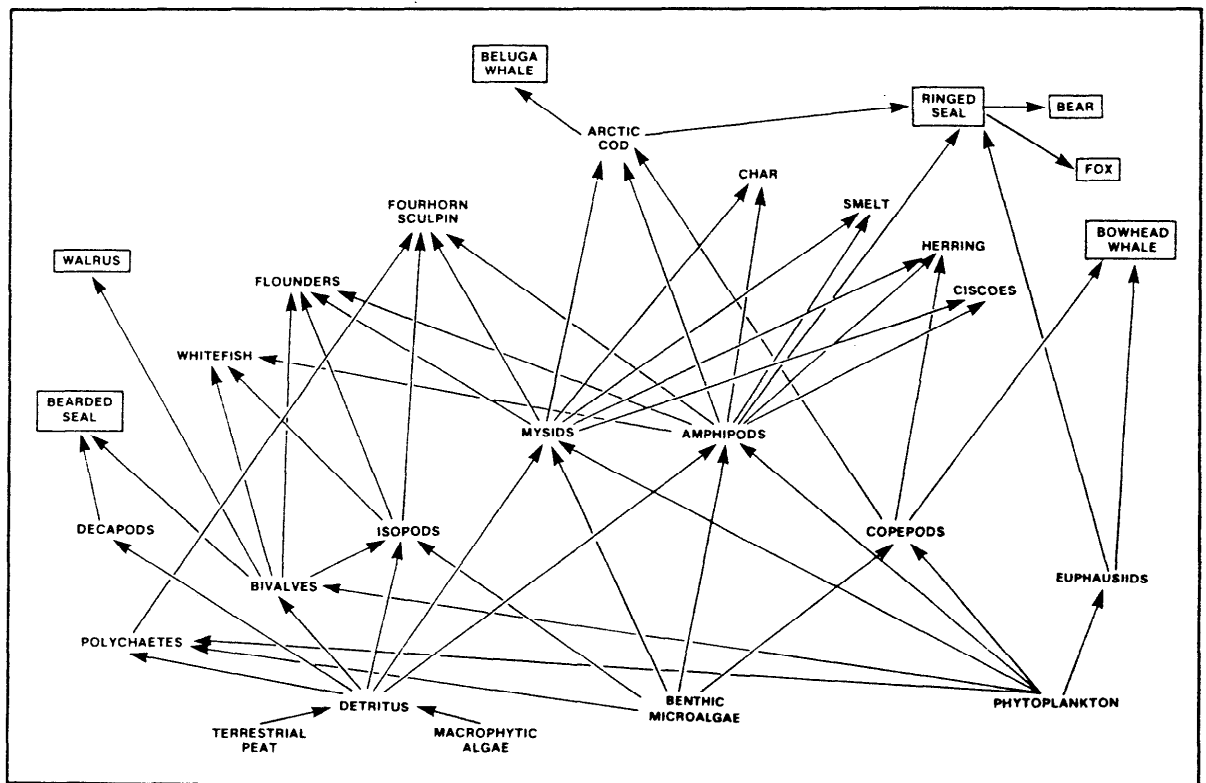 BELUGA
WHALE
RINGED
SEAL
BEAR
ARCTIC
COD
FOX
CHAR
FOURHORN
SCULPIN
SMELT
BOWHEAD
WHALE
HERRING
WALRUS
FLOUNDERS
CISCOES
WHITEFISH
BEARDED
SEAL
MYSIDS
AMPHIPODS
DECAPODS
ISOPODS
COPEPODS
BIVALVES
EUPHAUSIIDS
POLYCHAETES
DETRITUS
BENTHIC
MICROALGAE
PHYTOPLANKTON
TERRESTRIAL
PEAT
MACROPHYTIC
ALGAE